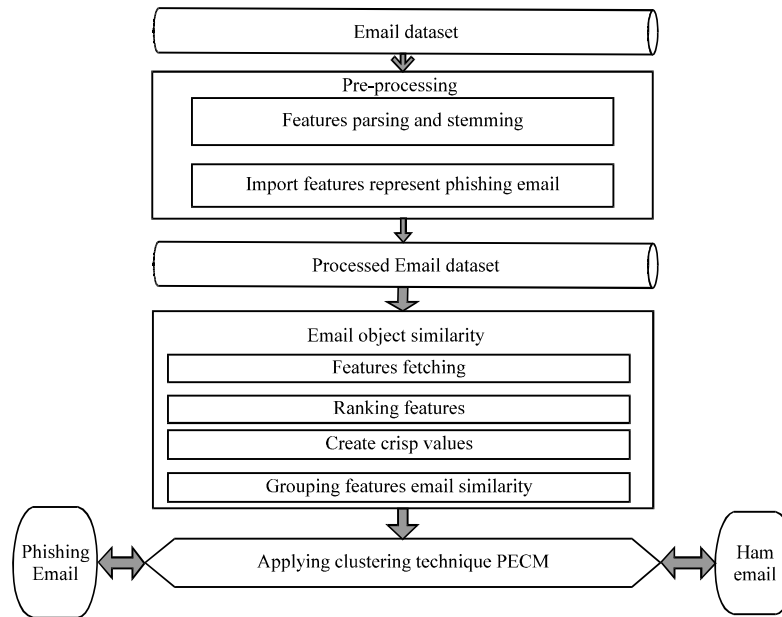 Email dataset
Pre-processing
Features parsing and stemming
Import features represent phishing email
Processed Email dataset
Email object similarity
Features fetching
Ranking features
Create crisp values
Grouping features email similarity
Phishing
Email
Applying clustering technique PECM
Ham
email